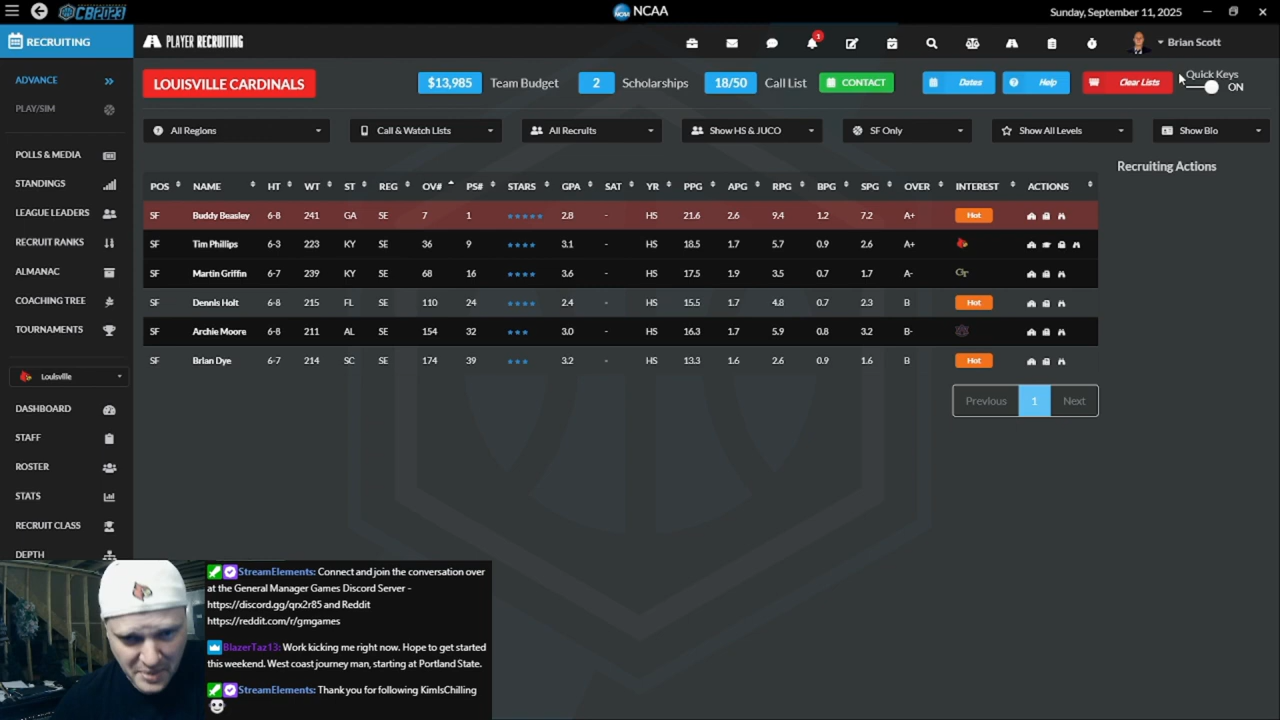 CB2023
NCAA
Sunday, September 11, 2025
RECRUITING
PLAYER RECRUITING
1
Brian Scott
ADVANCE
PLAY/SIM
LOUISVILLE CARDINALS
$13,985 Team Budget
2 Scholarships
18/50 Call List
CONTACT
Dates
Help
Clear Lists
Quick Keys
ON
All Regions
Call & Watch Lists
All Recruits
Show HS & JUCO
SF Only
Show All Levels
Show Bio
POLLS & MEDIA
STANDINGS
LEAGUE LEADERS
RECRUIT RANKS
ALMANAC
COACHING TREE
TOURNAMENTS
Louisville
DASHBOARD
STAFF
ROSTER
STATS
RECRUIT CLASS
DEPTH
Recruiting Actions
POS NAME HT WT ST REG OV# PS# STARS GPA SAT YR PPG APG RPG BPG SPG OVER INTEREST ACTIONS
SF Buddy Beasley 6-8 241 GA SE 7 1 2.8 - HS 21.6 2.6 9.4 1.2 7.2 A+ Hot
SF Tim Phillips 6-3 223 KY SE 36 9 3.1 - HS 18.5 1.7 5.7 0.9 2.6 A+
SF Martin Griffin 6-7 239 KY SE 68 16 3.6 - HS 17.5 1.9 3.5 0.7 1.7 A- GT
SF Dennis Holt 6-8 215 FL SE 110 24 2.4 - HS 15.5 1.7 4.8 0.7 2.3 B Hot
SF Archie Moore 6-8 211 AL SE 154 32 3.0 - HS 16.3 1.7 5.9 0.8 3.2 B-
SF Brian Dye 6-7 214 SC SE 174 39 3.2 - HS 13.3 1.6 2.6 0.9 1.6 B Hot
Previous 1 Next
StreamElements: Connect and join the conversation over
at the General Manager Games Discord Server -
https://discord.gg/qrx2r85 and Reddit
https://reddit.com/r/gmgames
BlazerTaz13: Work kicking me right now. Hope to get started
this weekend. West coast journey man, starting at Portland State.
StreamElements: Thank you for following KimIsChilling